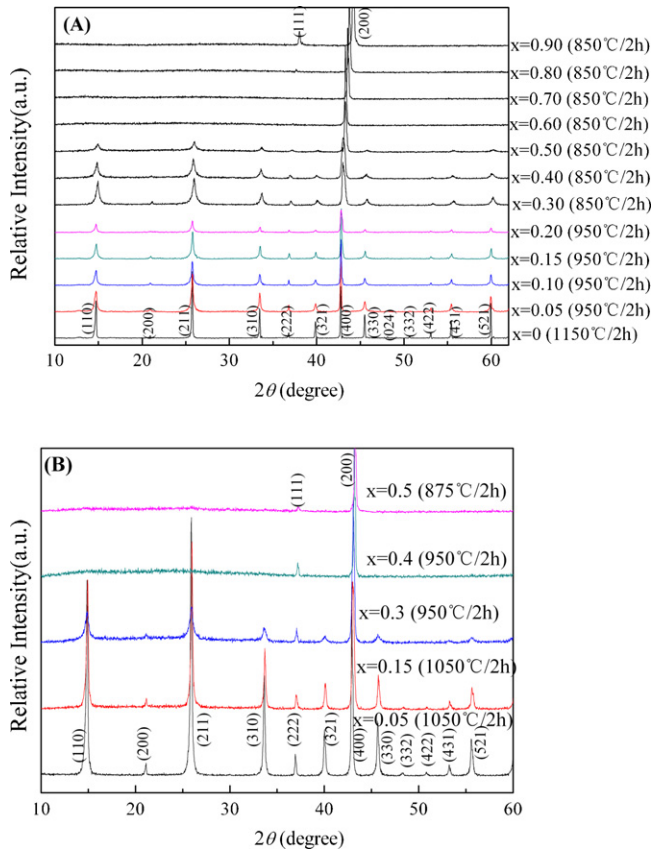 (A)
(111)
(200)
x=0.90 (850℃/2h)
x=0.80 (850℃/2h)
x=0.70 (850℃/2h)
x=0.60 (850℃/2h)
x=0.50 (850℃/2h)
x=0.40 (850℃/2h)
x=0.30 (850℃/2h)
x=0.20 (950℃/2h)
x=0.15 (950℃/2h)
x=0.10 (950℃/2h)
x=0.05 (950℃/2h)
x=0 (1150℃/2h)
(110)
(200)
(211)
(310)
(222)
(321)
(400)
(330)
(024)
(332)
(422)
(431)
(521)
Relative Intensity(a.u.)
10 20 30 40 50 60
2θ (degree)
(B)
(111)
(200)
x=0.5 (875℃/2h)
x=0.4 (950℃/2h)
x=0.3 (950℃/2h)
x=0.15 (1050℃/2h)
x=0.05 (1050℃/2h)
(110)
(200)
(211)
(310)
(222)
(321)
(400)
(330)
(332)
(422)
(431)
(521)
Relative Intensity(a.u.)
10 20 30 40 50 60
2θ (degree)